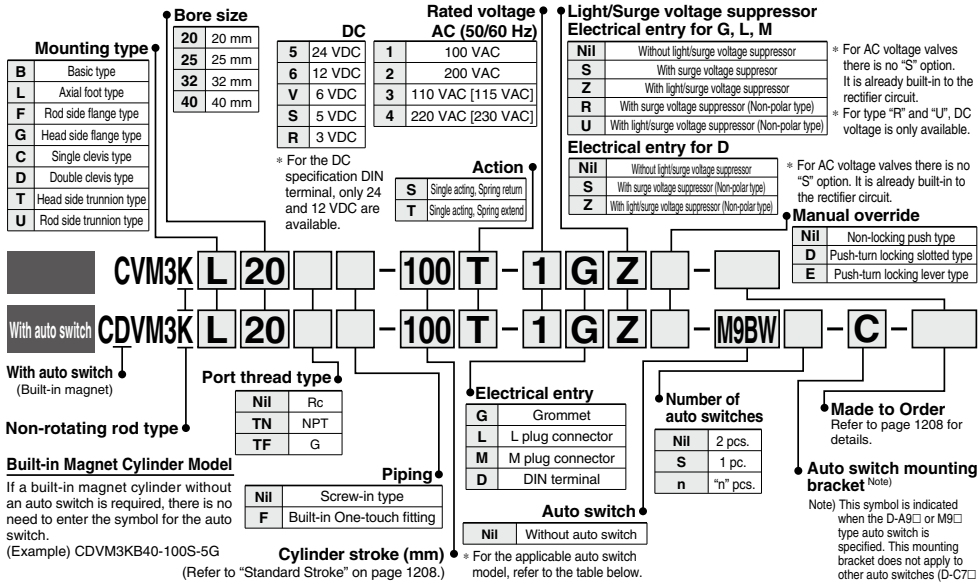 Mounting type
B Basic type
L Axial foot type
F Rod side flange type
G Head side flange type
C Single clevis type
D Double clevis type
T Head side trunnion type
U Rod side trunnion type
Bore size
20 20 mm
25 25 mm
32 32 mm
40 40 mm
Rated voltage
DC
5 24 VDC
6 12 VDC
V 6 VDC
S 5 VDC
R 3 VDC
AC (50/60 Hz)
1 100 VAC
2 200 VAC
3 110 VAC [115 VAC]
4 220 VAC [230 VAC]
* For the DC
specification DIN
terminal, only 24
and 12 VDC are
available.
Action
S Single acting, Spring return
T Single acting, Spring extend
Light/Surge voltage suppressor
Electrical entry for G, L, M
Nil Without light/surge voltage suppressor
S With surge voltage suppresor
Z With light/surge voltage suppressor
R With surge voltage suppressor (Non-polar type)
U With light/surge voltage suppressor (Non-polar type)
* For AC voltage valves
there is no “S” option.
It is already built-in to the
rectifier circuit.
* For type “R” and “U”, DC
voltage is only available.
Electrical entry for D
Nil Without light/surge voltage suppressor
S With surge voltage suppressor (Non-polar type)
Z With light/surge voltage suppressor (Non-polar type)
* For AC voltage valves there is no
“S” option. It is already built-in to
the rectifier circuit.
Manual override
Nil Non-locking push type
D Push-turn locking slotted type
E Push-turn locking lever type
CVM3K L 20 – 100 T – 1 G Z –
With auto switch CDVM3K L 20 – 100 T – 1 G Z – M9BW – C –
With auto switch
(Built-in magnet)
Non-rotating rod type
Built-in Magnet Cylinder Model
If a built-in magnet cylinder without
an auto switch is required, there is no
need to enter the symbol for the auto
switch.
(Example) CDVM3KB40-100S-5G
Port thread type
Nil Rc
TN NPT
TF G
Piping
Nil Screw-in type
F Built-in One-touch fitting
Cylinder stroke (mm)
(Refer to “Standard Stroke” on page 1208.)
Electrical entry
G Grommet
L L plug connector
M M plug connector
D DIN terminal
Auto switch
Nil Without auto switch
* For the applicable auto switch
model, refer to the table below.
Number of
auto switches
Nil 2 pcs.
S 1 pc.
n “n” pcs.
Made to Order
Refer to page 1208 for
details.
Auto switch mounting
bracket Note)
Note) This symbol is indicated
when the D-A9□ or M9□
type auto switch is
specified. This mounting
bracket does not apply to
other auto switches (D-C7□